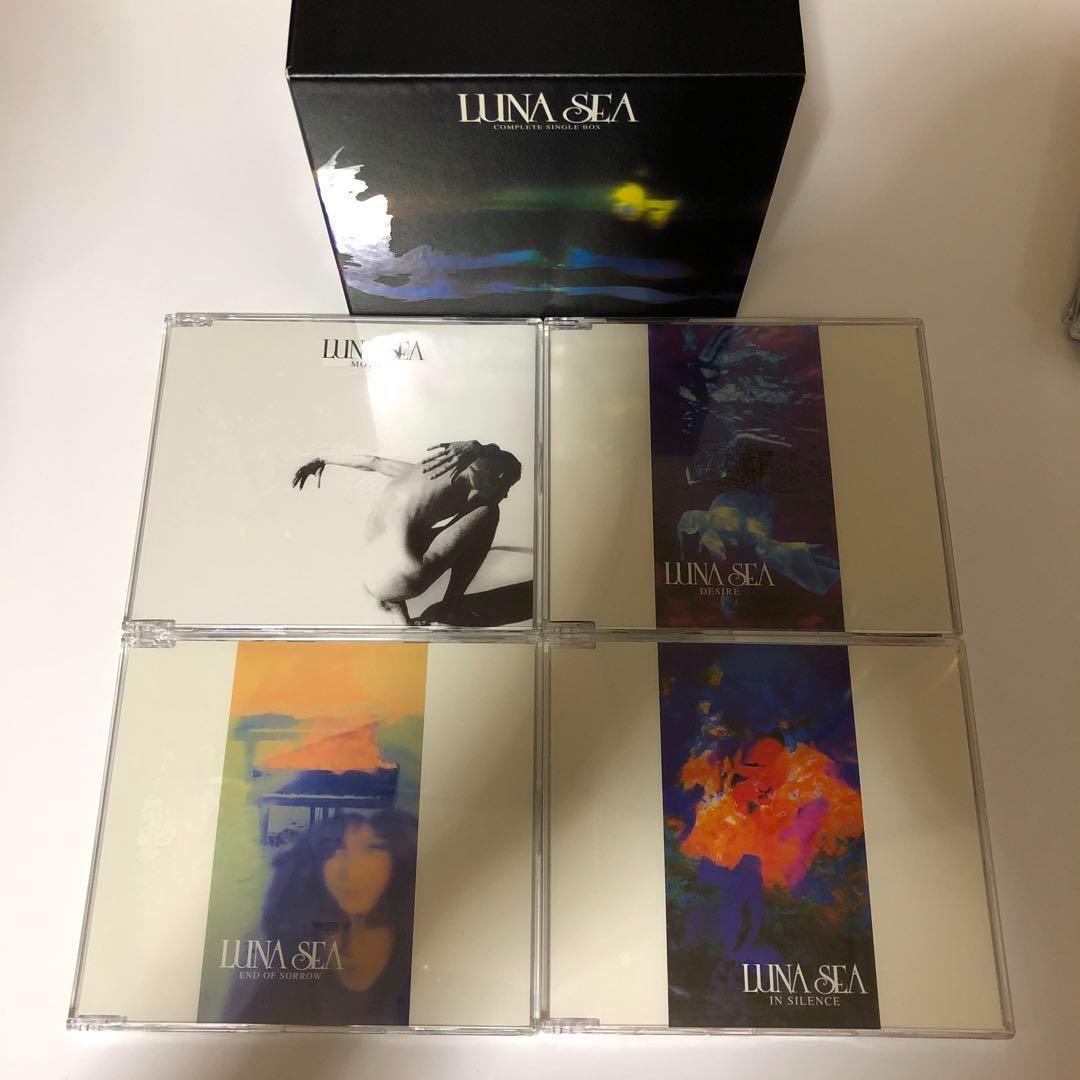 LUNA SEA
COMPLETE SINGLE BOX
LUNA SEA
LUNA SEA
DESIRE
LUNA SEA
END OF SORROW
LUNA SEA
IN SILENCE